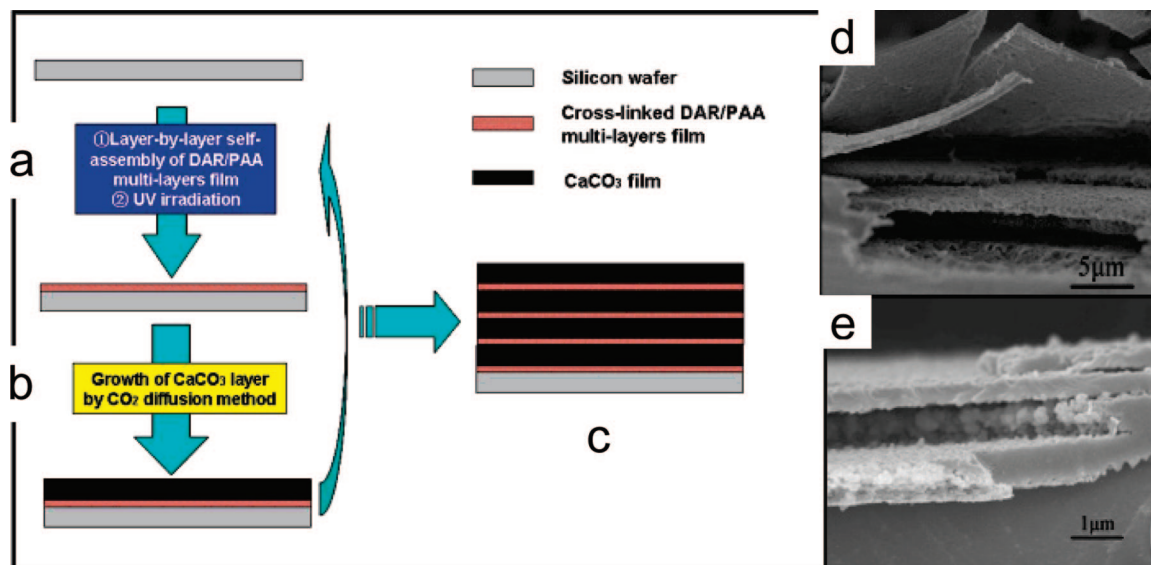 a
①Layer-by-layer self-
assembly of DAR/PAA
multi-layers film
② UV irradiation
b
Growth of CaCO₃ layer
by CO₂ diffusion method
Silicon wafer
Cross-linked DAR/PAA
multi-layers film
CaCO₃ film
c
d
5μm
e
1μm